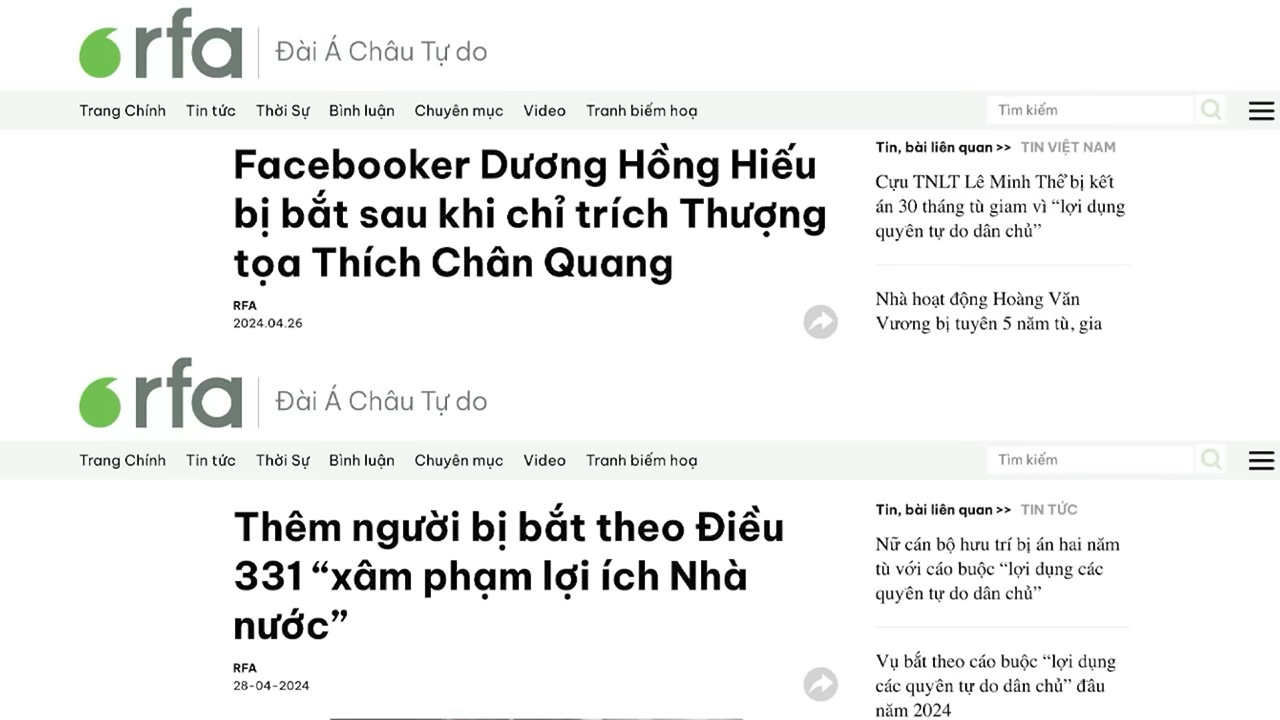 rfa Đài Á Châu Tự do
Trang Chính Tin tức Thời Sự Bình luận Chuyên mục Video Tranh biếm hoạ Tìm kiếm
Facebooker Dương Hồng Hiếu
bị bắt sau khi chỉ trích Thượng
tọa Thích Chân Quang
RFA
2024.04.26
Tin, bài liên quan >> TIN VIỆT NAM
Cựu TNLT Lê Minh Thể bị kết
án 30 tháng tù giam vì “lợi dụng
quyền tự do dân chủ”
Nhà hoạt động Hoàng Văn
Vương bị tuyên 5 năm tù, gia
rfa Đài Á Châu Tự do
Trang Chính Tin tức Thời Sự Bình luận Chuyên mục Video Tranh biếm hoạ Tìm kiếm
Thêm người bị bắt theo Điều
331 “xâm phạm lợi ích Nhà
nước”
RFA
28-04-2024
Tin, bài liên quan >> TIN TỨC
Nữ cán bộ hưu trí bị án hai năm
tù với cáo buộc “lợi dụng các
quyền tự do dân chủ”
Vụ bắt theo cáo buộc “lợi dụng
các quyền tự do dân chủ” đầu
năm 2024